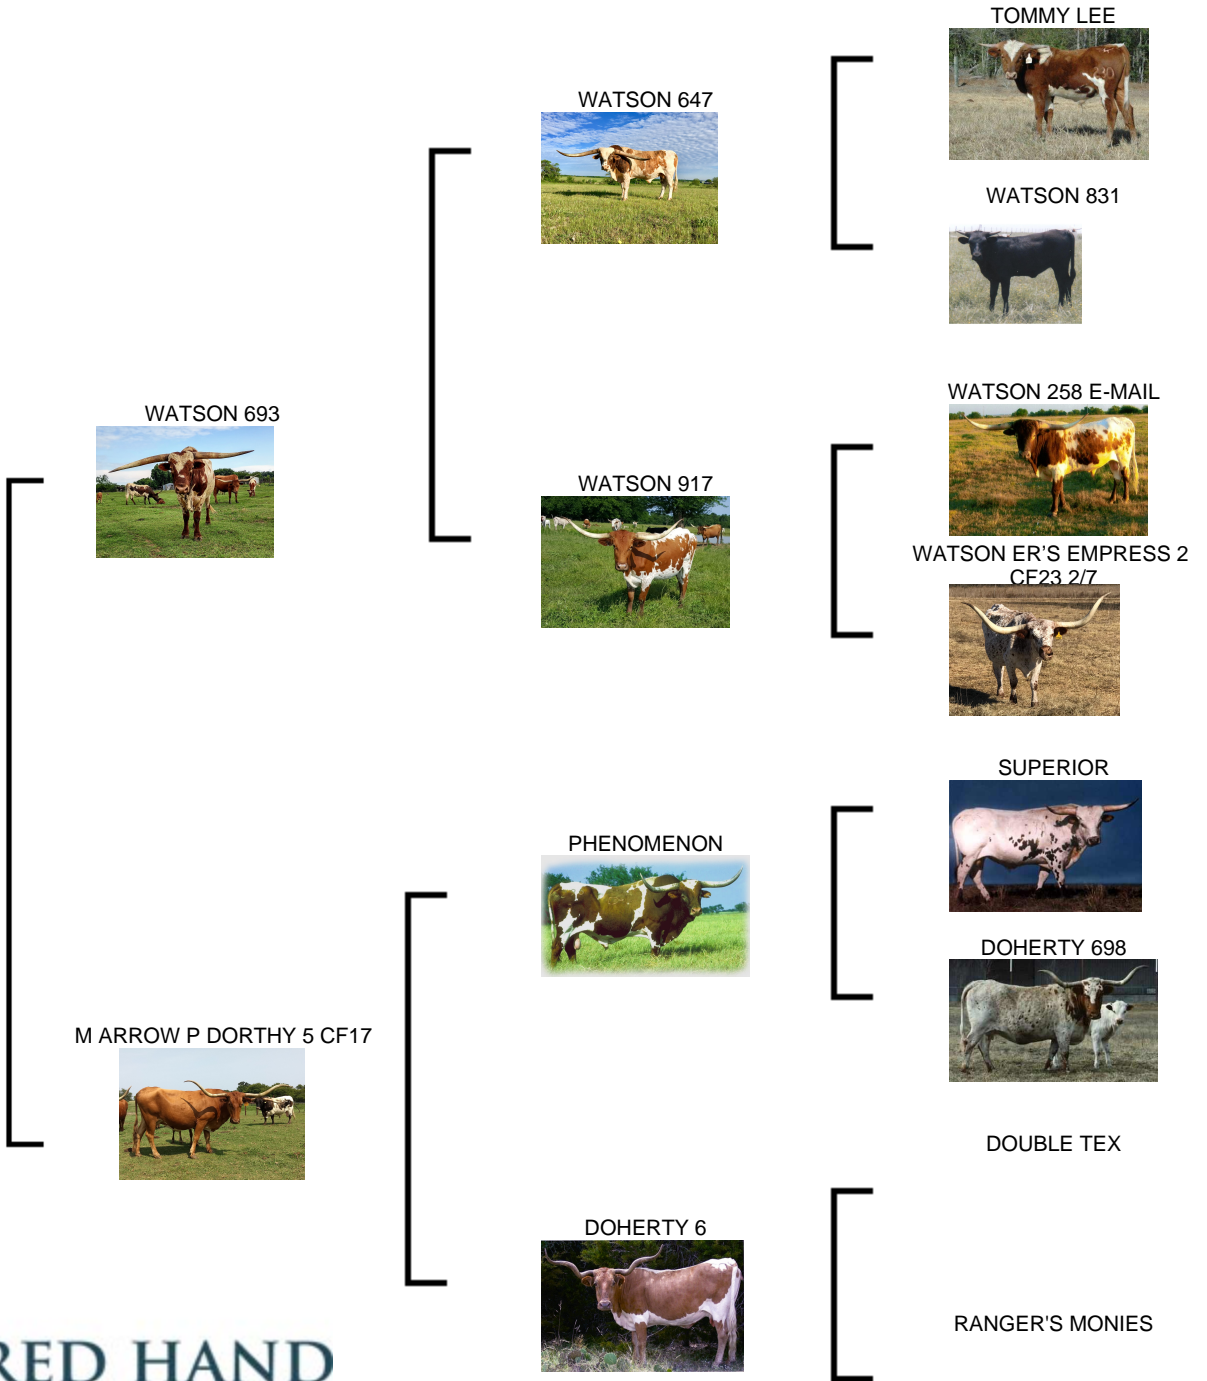 TOMMY LEE
WATSON 647
WATSON 831
WATSON 258 E-MAIL
WATSON 693
WATSON 917
WATSON ER'S EMPRESS 2
CF23 2/7
SUPERIOR
PHENOMENON
DOHERTY 698
M ARROW P DORTHY 5 CF17
DOUBLE TEX
DOHERTY 6
RANGER'S MONIES
RED HAND